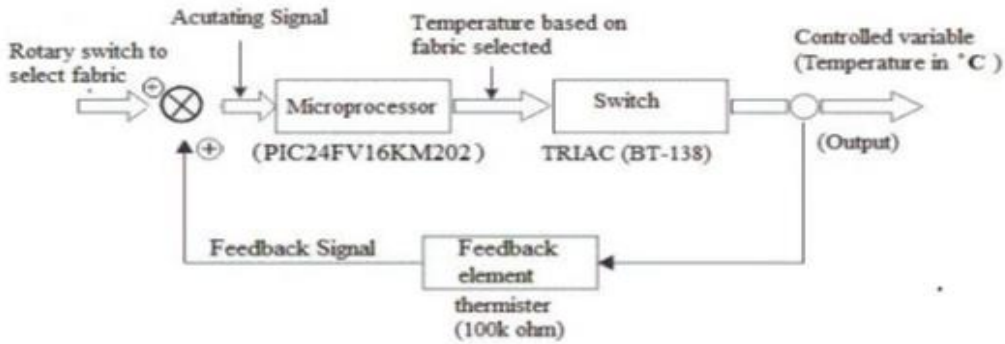 Acutating Signal
Rotary switch to
select fabric
Temperature based on
fabric selected
Controlled variable
(Temperature in °C )
Microprocessor
Switch
(PIC24FV16KM202)
TRIAC (BT-138)
(Output)
Feedback Signal
Feedback
element
thermister
(100k ohm)